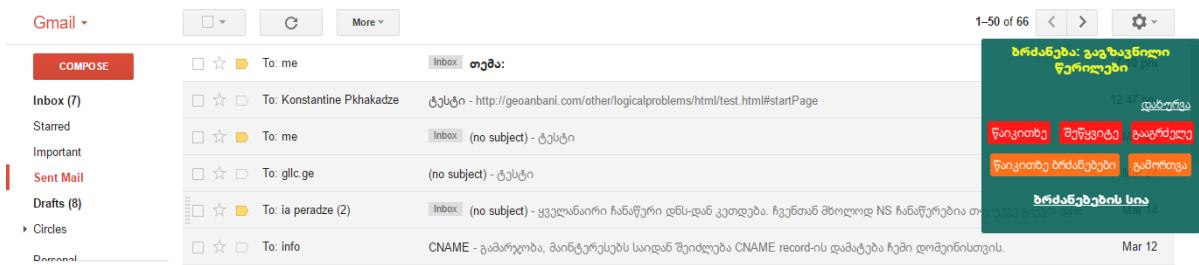 Gmail
More
1–50 of 66
COMPOSE
Inbox (7)
Starred
Important
Sent Mail
Drafts (8)
Circles
Personal
To: me Inbox თემა: pm
To: Konstantine Pkhakadze ტესტი - http://geoanbani.com/other/logicalproblems/html/test.html#startPage 12:47
To: me Inbox (no subject) - ტესტი
To: gllc.ge (no subject) - ტესტი
To: ia peradze (2) Inbox (no subject) - ყველანაირი ჩანაწერი დნს-დან კეთდება. ჩვენთან მხოლოდ NS ჩანაწერებია Mar 14
To: info CNAME - გამარჯობა, მაინტერესებს საიდან შეიძლება CNAME record-ის დამატება ჩემი დომეინისთვის. Mar 12
ბრძანება: გაგზავნილი
წერილები
დახურვა
წაიკითხე შეწყვიტე გააგრძელე
წაიკითხე ბრძანებები გამორთვა
ბრძანებების სია